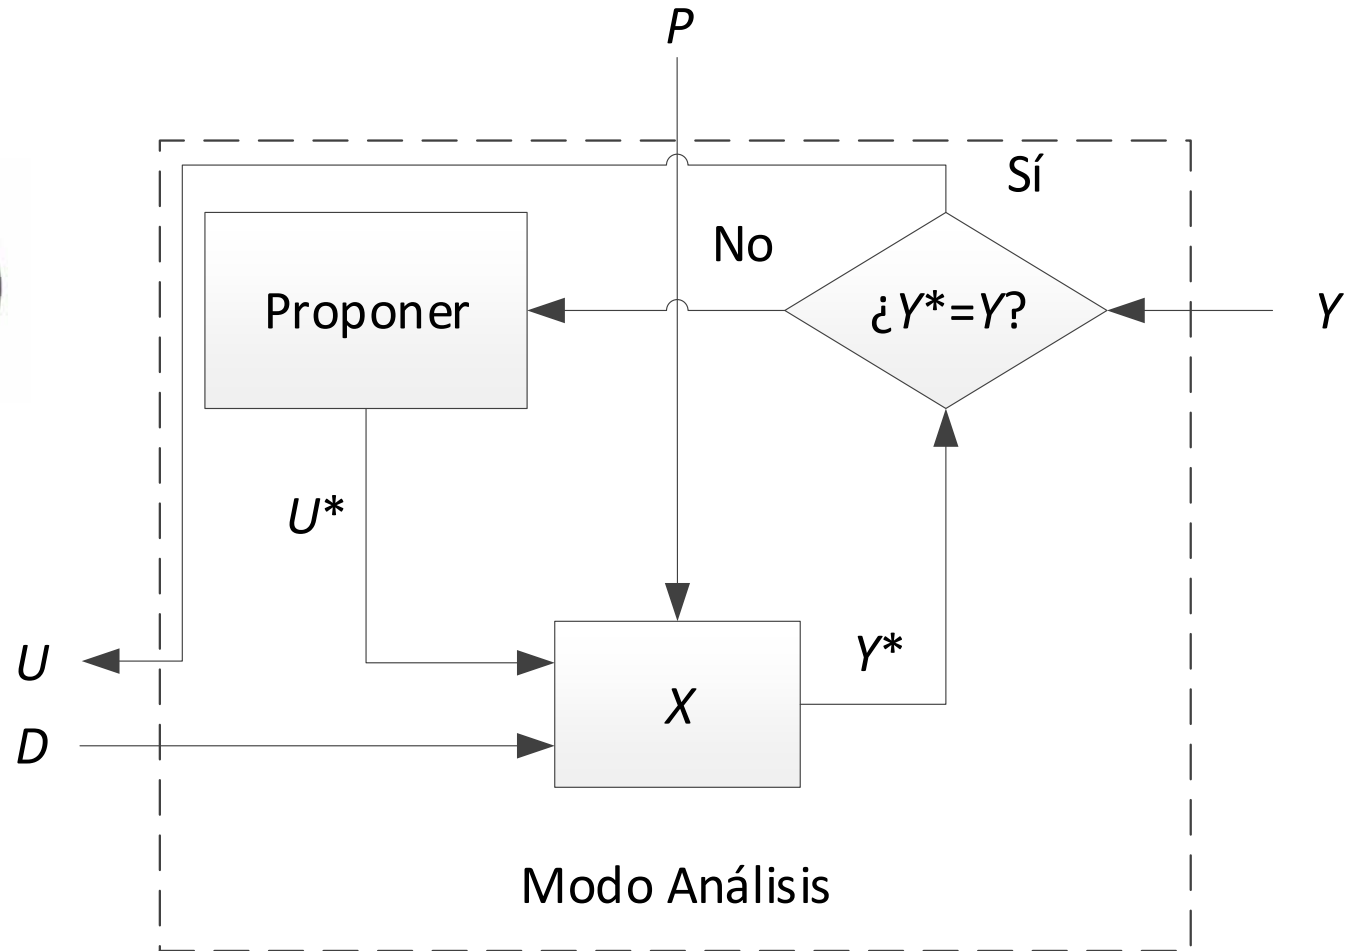 P
Sí
No
Proponer
¿Y*=Y?
Y
U*
Y*
U
X
D
Modo Análisis